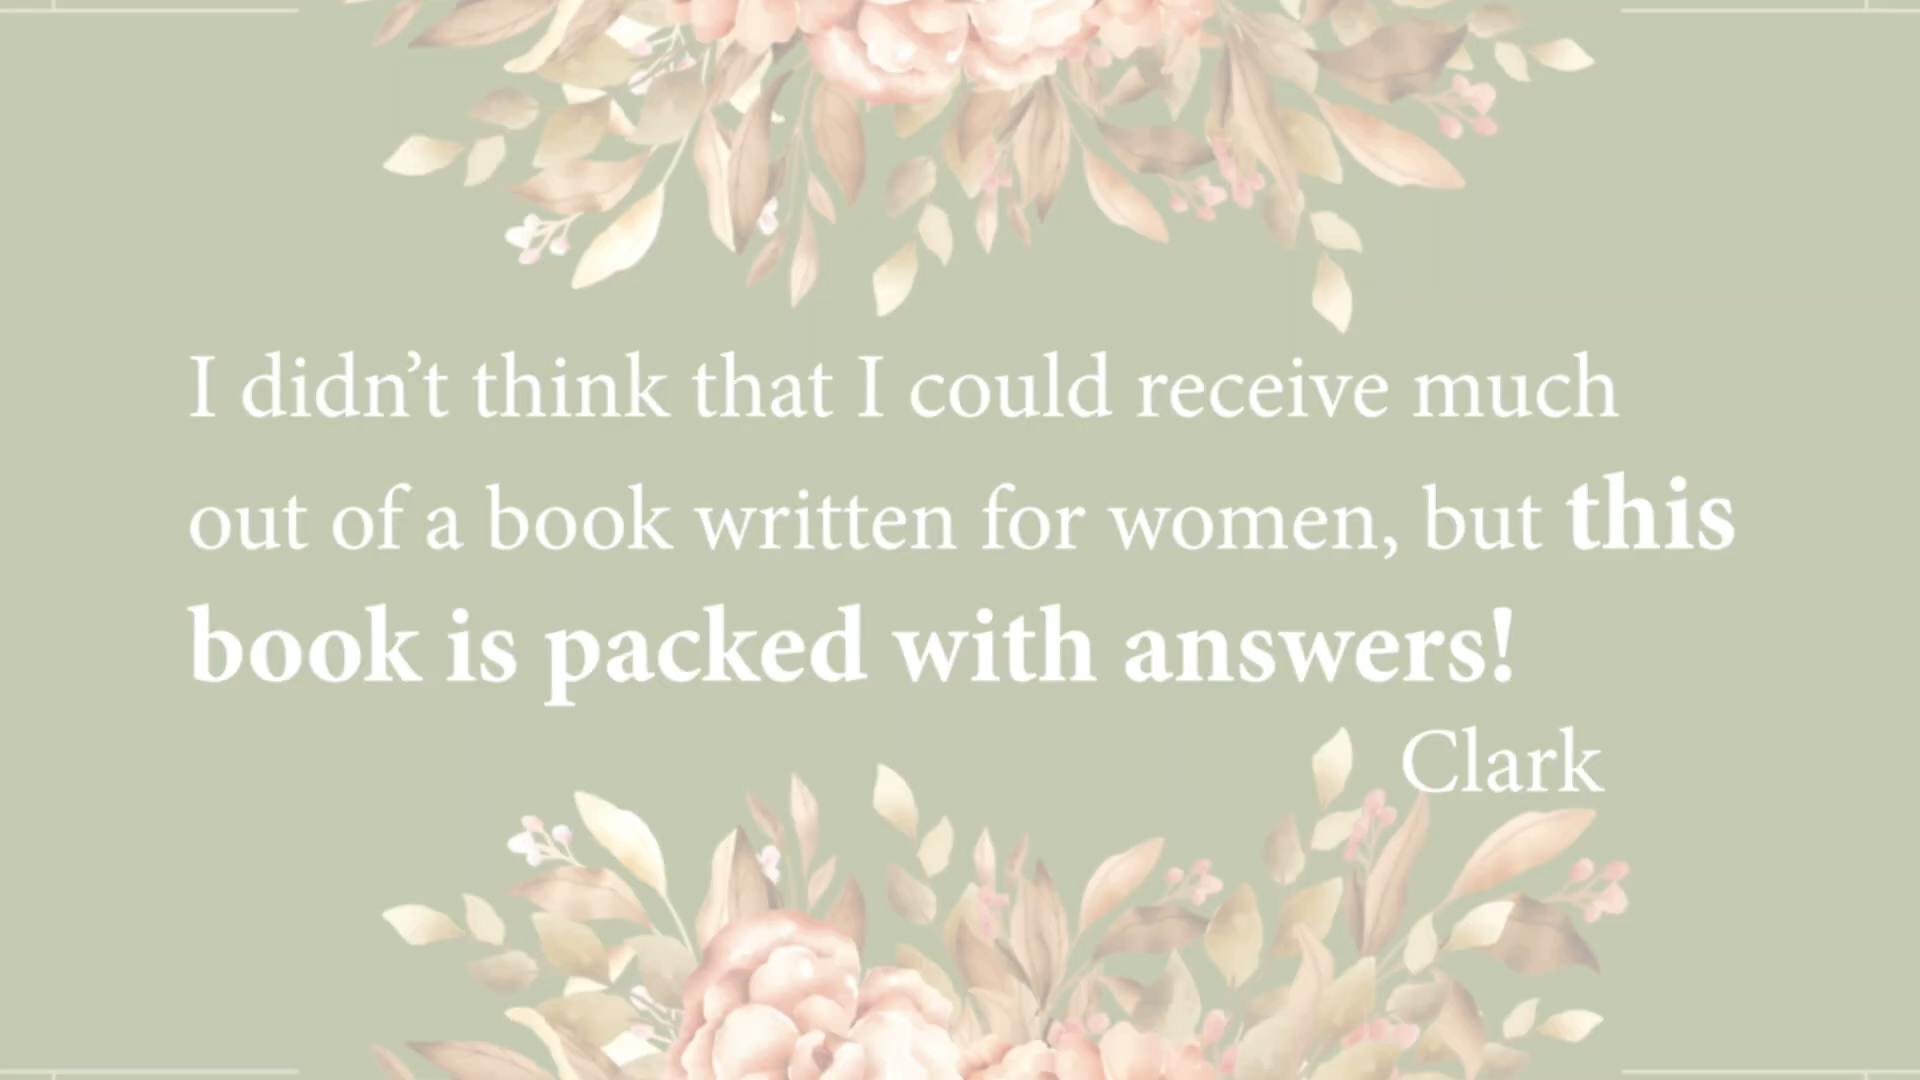 I didn’t think that I could receive much
out of a book written for women, but this
book is packed with answers!
Clark